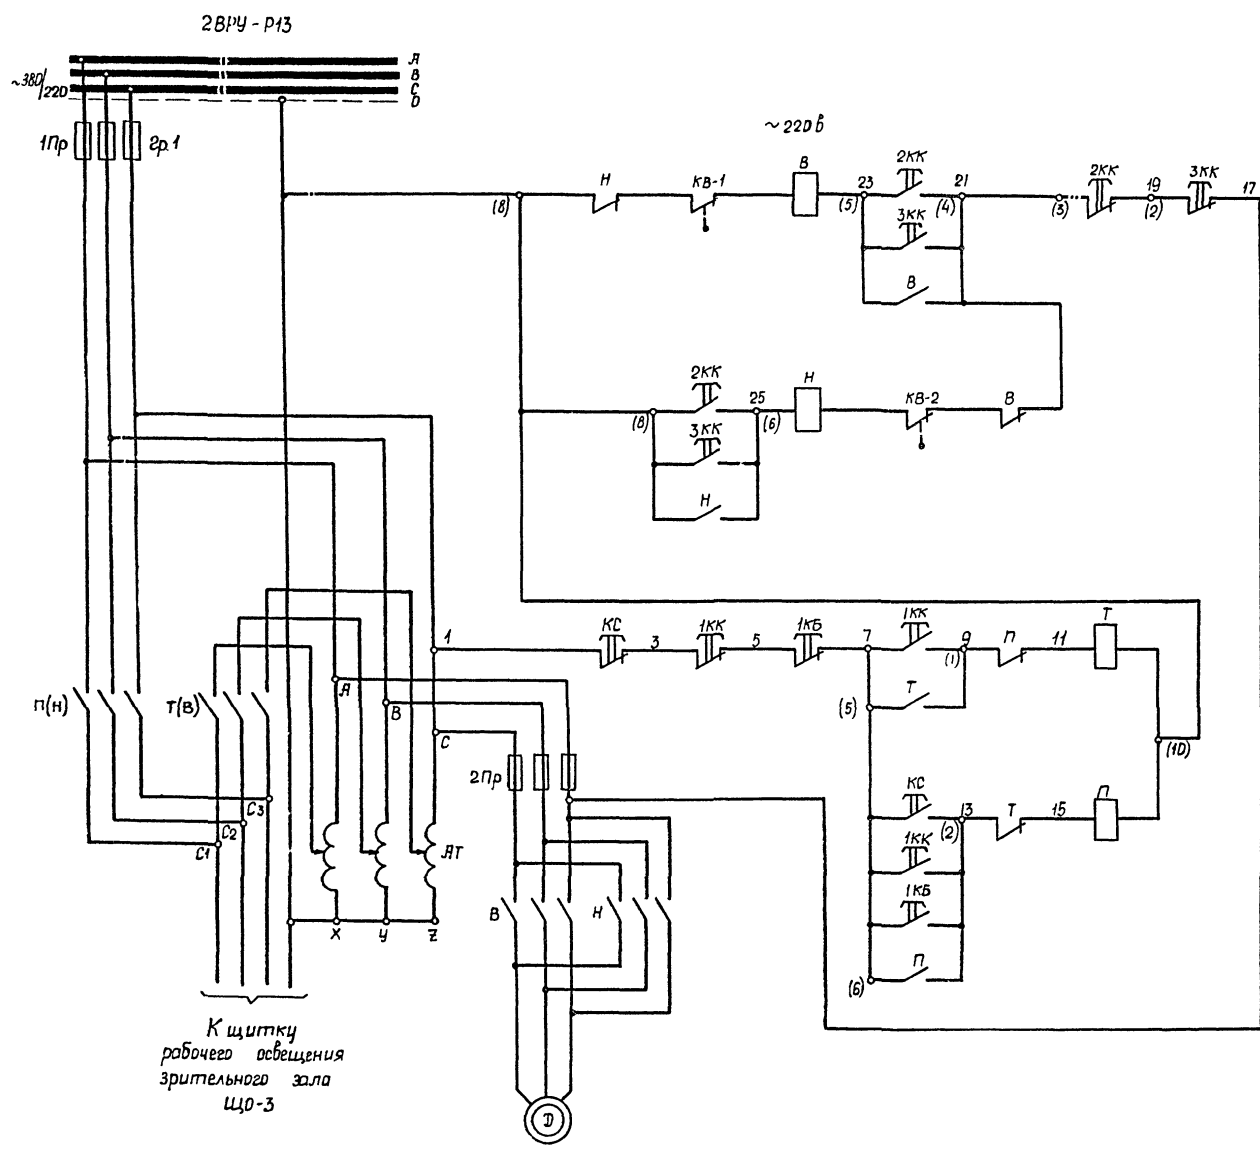 2ВРУ-Р13
А
В
С
0
~380/220
1Пр
Гр.1
~220в
Н
КВ-1
В
23
2КК
21
2КК
19
3КК
17
(8)
(5)
(4)
(3)
(2)
3КК
В
2КК
25
Н
КВ-2
В
(8)
(6)
3КК
Н
1
КС
3
1КК
5
1КБ
7
1КК
9
П
11
Т
(1)
Т
(5)
(10)
П(Н)
Т(В)
А
В
С
2Пр
КС
13
Т
15
П
(2)
1КК
1КБ
П
(6)
С3
С2
С1
АТ
В
Н
X
Y
Z
К щитку
рабочего освещения
зрительного зала
ЩО-3
D